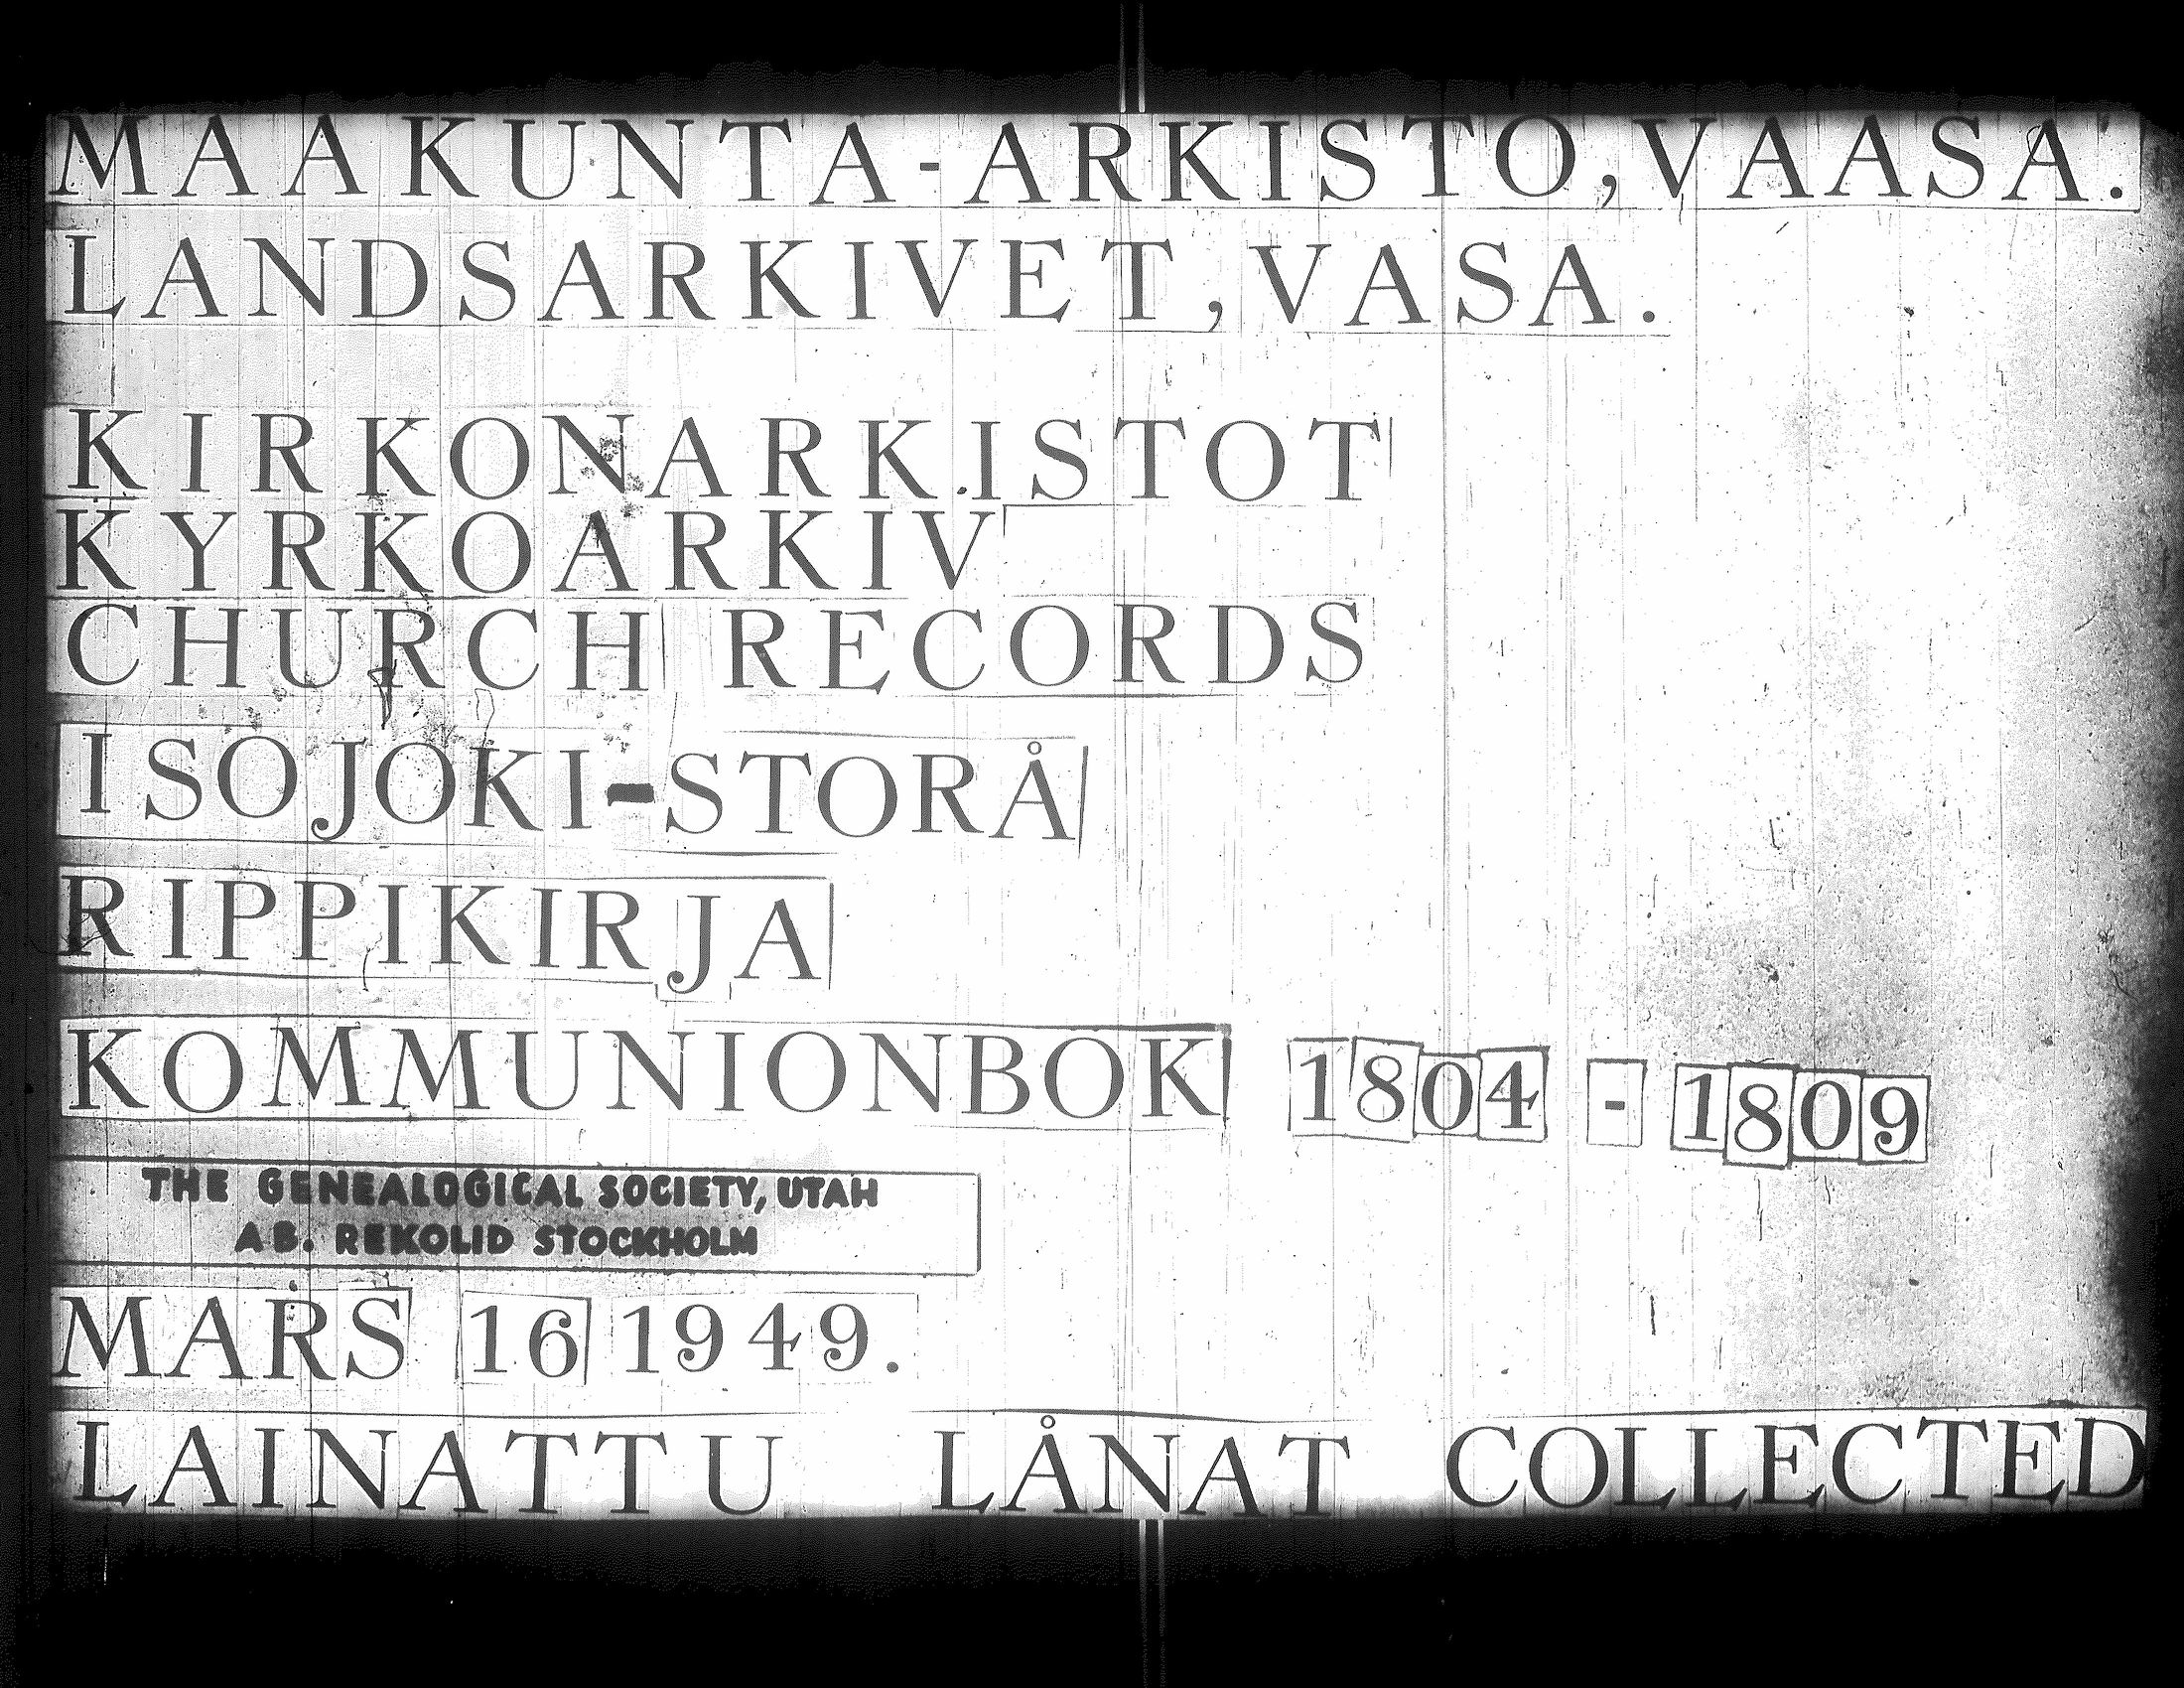 MAAKUNTA-ARKISTO, VAASA.
LANDSARKIVET, VASA.
KIRKONARKISTOT
KYRKOARKIV
CHURCH RECORDS
ISOJOKI-STORÅ
RIPPIKIRJA
KOMMUNIONBOK 1804 - 1809
THE GENEALOGICAL SOCIETY, UTAH
AB. REKOLID STOCKHOLM
MARS 16 1949.
LAINATTU LÅNAT COLLECTED